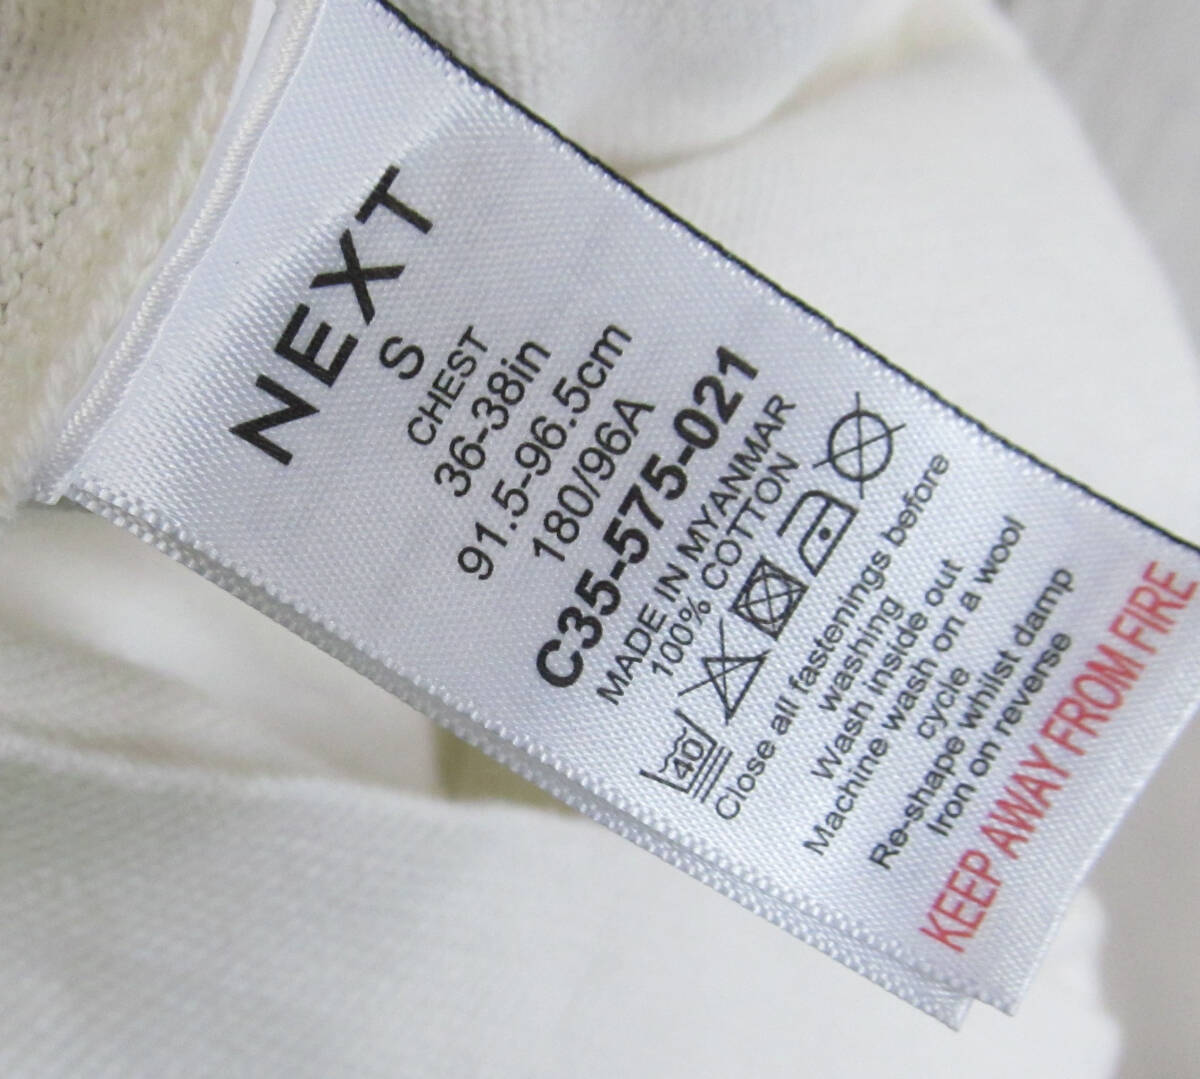 NEXT
S
CHEST
36-38in
91.5-96.5cm
180/96A
C35-575-021
MADE IN MYANMAR
100% COTTON
40
Close all fastenings before
washing
Wash inside out
Machine wash on a wool
cycle
Re-shape whilst damp
Iron on reverse
KEEP AWAY FROM FIRE